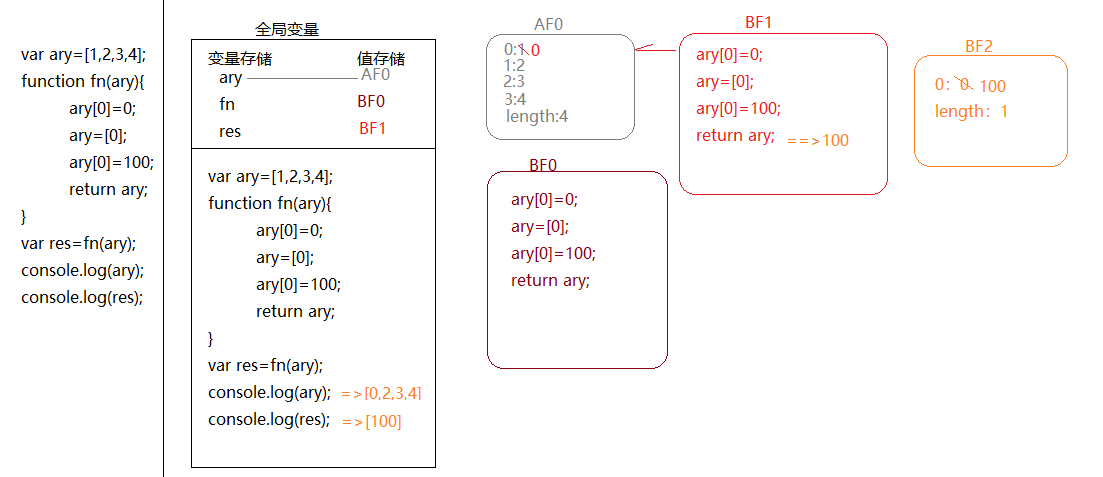 var ary=[1,2,3,4];
function fn(ary){
ary[0]=0;
ary=[0];
ary[0]=100;
return ary;
}
var res=fn(ary);
console.log(ary);
console.log(res);
全局变量
变量存储 值存储
ary AF0
fn BF0
res BF1
var ary=[1,2,3,4];
function fn(ary){
ary[0]=0;
ary=[0];
ary[0]=100;
return ary;
}
var res=fn(ary);
console.log(ary); =>[0,2,3,4]
console.log(res); =>[100]
AF0
0:1 0
1:2
2:3
3:4
length:4
BF0
ary[0]=0;
ary=[0];
ary[0]=100;
return ary;
BF1
ary[0]=0;
ary=[0];
ary[0]=100;
return ary; ==>100
BF2
0：0 100
length：1